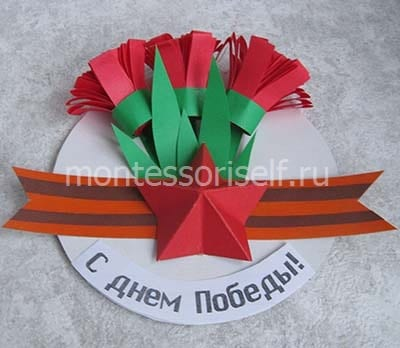 montessoriself.ru
С днем Победы!